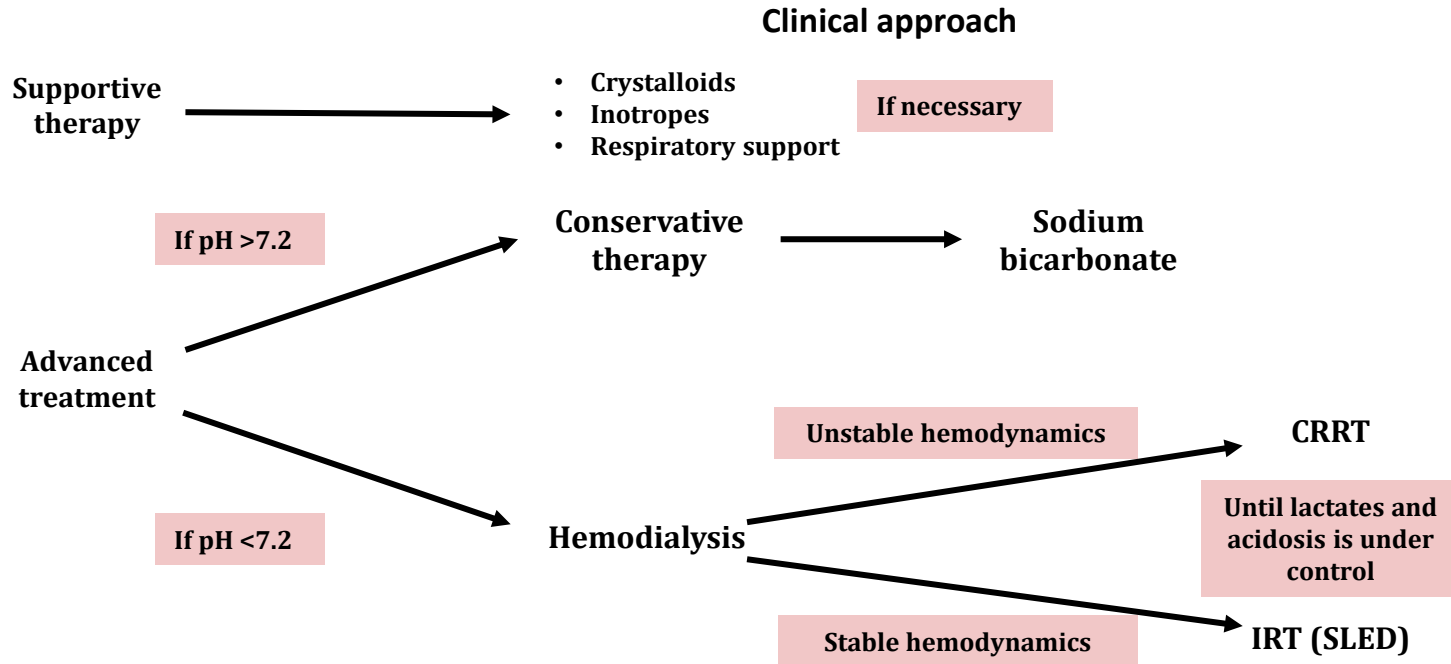 Clinical approach
Supportive
therapy
• Crystalloids
• Inotropes
• Respiratory support
If necessary
If pH >7.2
Conservative
therapy
Sodium
bicarbonate
Advanced
treatment
Unstable hemodynamics
CRRT
If pH <7.2
Hemodialysis
Until lactates and
acidosis is under
control
Stable hemodynamics
IRT (SLED)